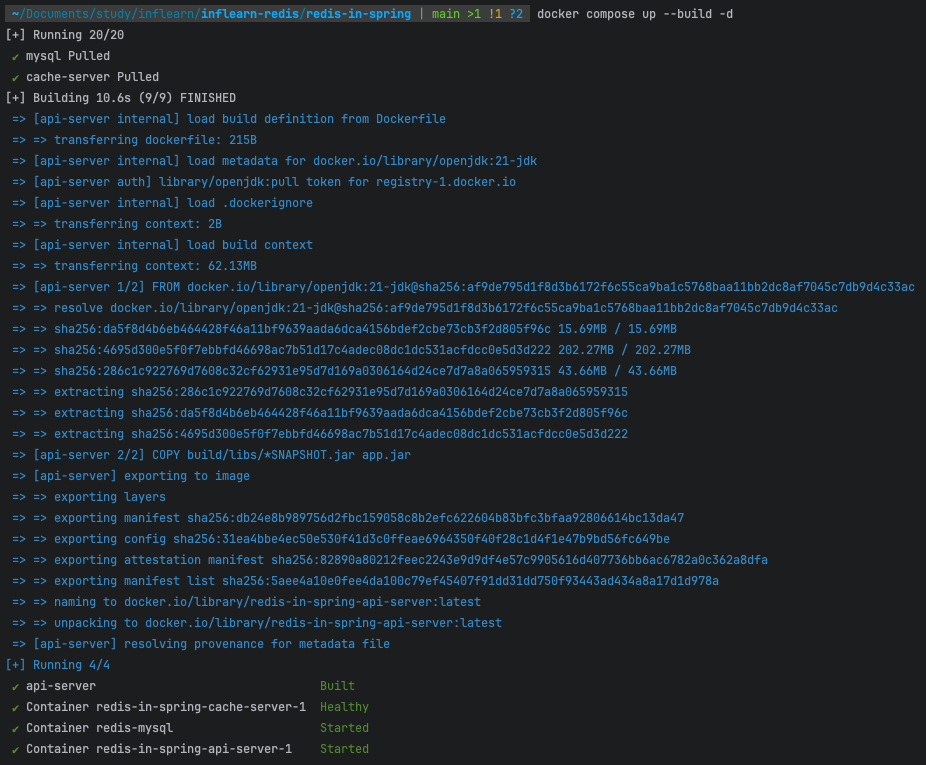 ~/Documents/study/inflearn/inflearn-redis/redis-in-spring | main >1 !1 ?2 docker compose up --build -d
[+] Running 20/20
✔ mysql Pulled
✔ cache-server Pulled
[+] Building 10.6s (9/9) FINISHED
=> [api-server internal] load build definition from Dockerfile
=> => transferring dockerfile: 215B
=> [api-server internal] load metadata for docker.io/library/openjdk:21-jdk
=> [api-server auth] library/openjdk:pull token for registry-1.docker.io
=> [api-server internal] load .dockerignore
=> => transferring context: 2B
=> [api-server internal] load build context
=> => transferring context: 62.13MB
=> [api-server 1/2] FROM docker.io/library/openjdk:21-jdk@sha256:af9de795d1f8d3b6172f6c55ca9ba1c5768baa11bb2dc8af7045c7db9d4c33ac
=> => resolve docker.io/library/openjdk:21-jdk@sha256:af9de795d1f8d3b6172f6c55ca9ba1c5768baa11bb2dc8af7045c7db9d4c33ac
=> => sha256:da5f8d4b6eb464428f46a11bf9639aada6dca4156bdef2cbe73cb3f2d805f96c 15.69MB / 15.69MB
=> => sha256:4695d300e5f0f7ebbfd46698ac7b51d17c4adec08dc1dc531acfdcc0e5d3d222 202.27MB / 202.27MB
=> => sha256:286c1c922769d7608c32cf62931e95d7d169a0306164d24ce7d7a8a065959315 43.66MB / 43.66MB
=> => extracting sha256:286c1c922769d7608c32cf62931e95d7d169a0306164d24ce7d7a8a065959315
=> => extracting sha256:da5f8d4b6eb464428f46a11bf9639aada6dca4156bdef2cbe73cb3f2d805f96c
=> => extracting sha256:4695d300e5f0f7ebbfd46698ac7b51d17c4adec08dc1dc531acfdcc0e5d3d222
=> [api-server 2/2] COPY build/libs/*SNAPSHOT.jar app.jar
=> [api-server] exporting to image
=> => exporting layers
=> => exporting manifest sha256:db24e8b989756d2fbc159058c8b2efc622604b83bfc3bfaa92806614bc13da47
=> => exporting config sha256:31ea4bbe4ec50e530f41d3c0ffeae6964350f40f28c1d4f1e47b9bd56fc649be
=> => exporting attestation manifest sha256:82890a80212feec2243e9d9df4e57c9905616d407736bb6ac6782a0c362a8dfa
=> => exporting manifest list sha256:5aee4a10e0fee4da100c79ef45407f91dd31dd750f93443ad434a8a17d1d978a
=> => naming to docker.io/library/redis-in-spring-api-server:latest
=> => unpacking to docker.io/library/redis-in-spring-api-server:latest
=> [api-server] resolving provenance for metadata file
[+] Running 4/4
✔ api-server Built
✔ Container redis-in-spring-cache-server-1 Healthy
✔ Container redis-mysql Started
✔ Container redis-in-spring-api-server-1 Started